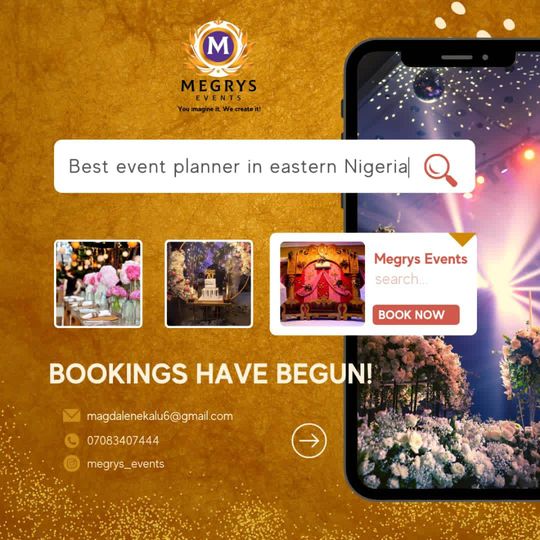 M
MEGRYS
EVENTS
You imagine it. We create it!
Best event planner in eastern Nigeria
Megrys Events
search...
BOOK NOW
BOOKINGS HAVE BEGUN!
magdalenekalu6@gmail.com
07083407444
megrys_events